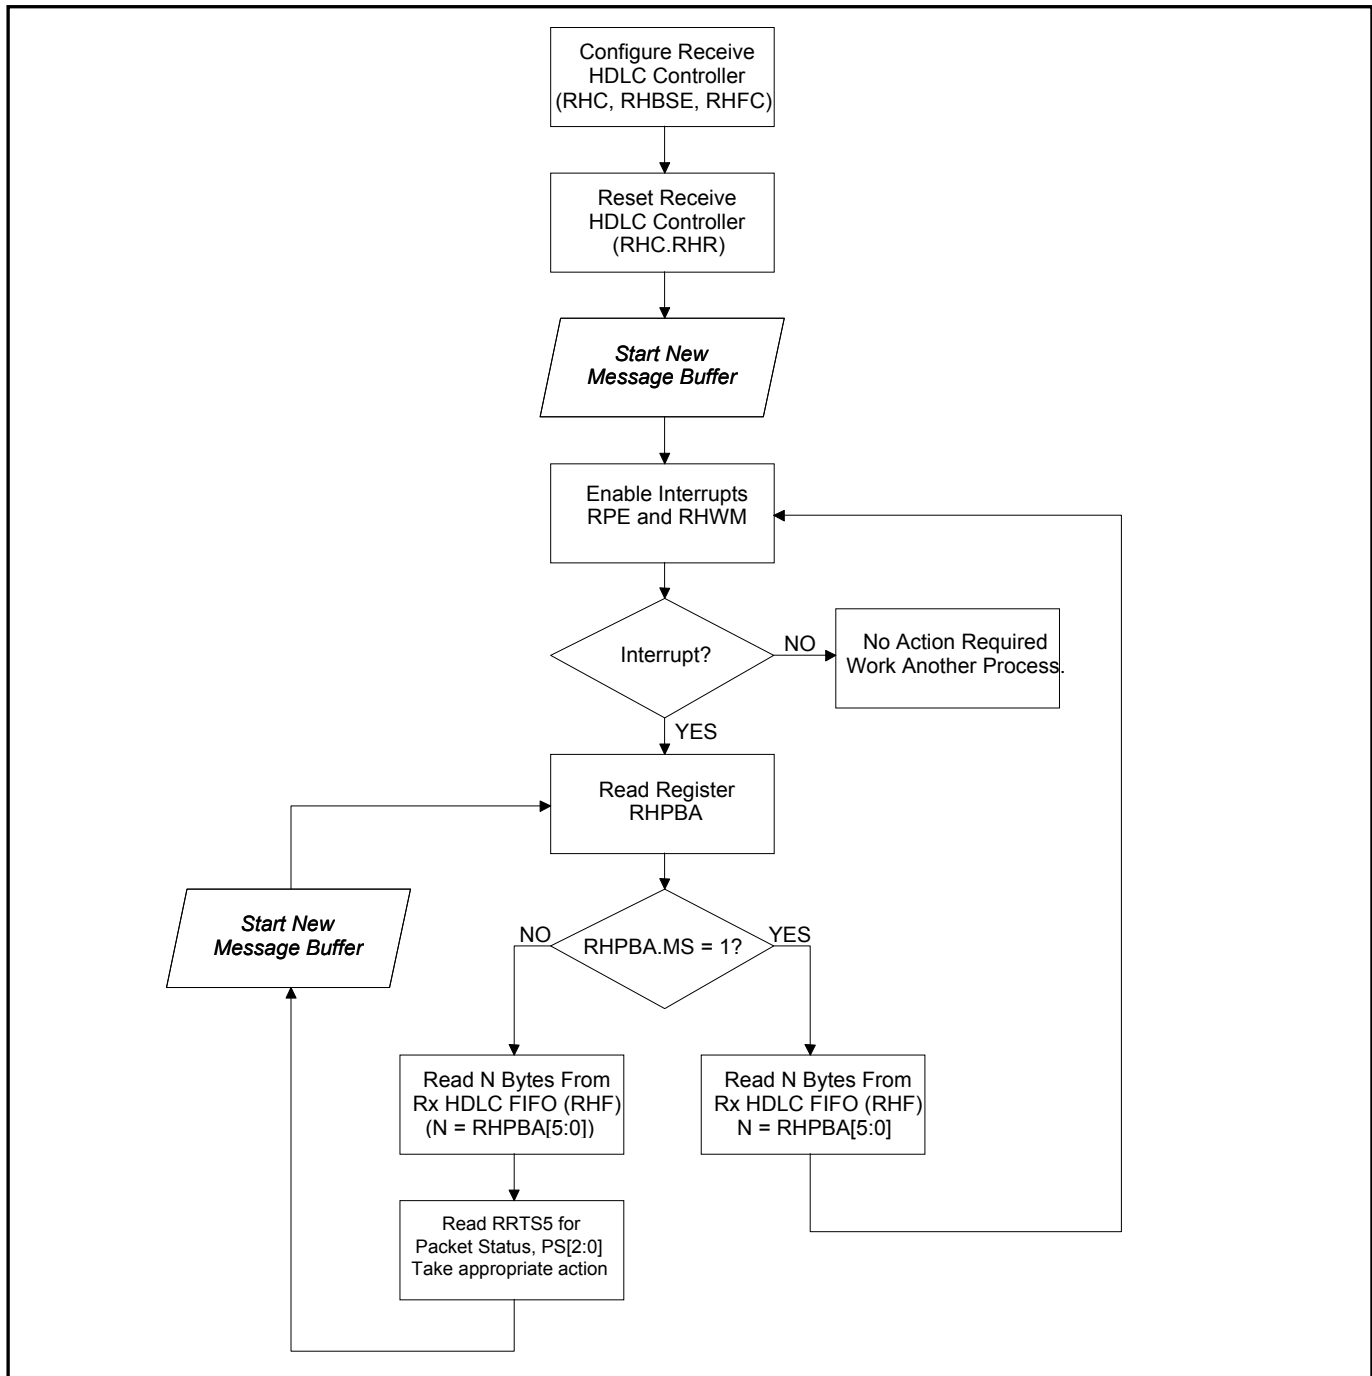 Configure Receive
HDLC Controller
(RHC, RHBSE, RHFC)
Reset Receive
HDLC Controller
(RHC.RHR)
Start New
Message Buffer
Enable Interrupts
RPE and RHWM
Interrupt?
NO
No Action Required
Work Another Process.
YES
Read Register
RHPBA
Start New
Message Buffer
NO
RHPBA.MS = 1?
YES
Read N Bytes From
Rx HDLC FIFO (RHF)
(N = RHPBA[5:0])
Read N Bytes From
Rx HDLC FIFO (RHF)
N = RHPBA[5:0]
Read RRTS5 for
Packet Status, PS[2:0]
Take appropriate action